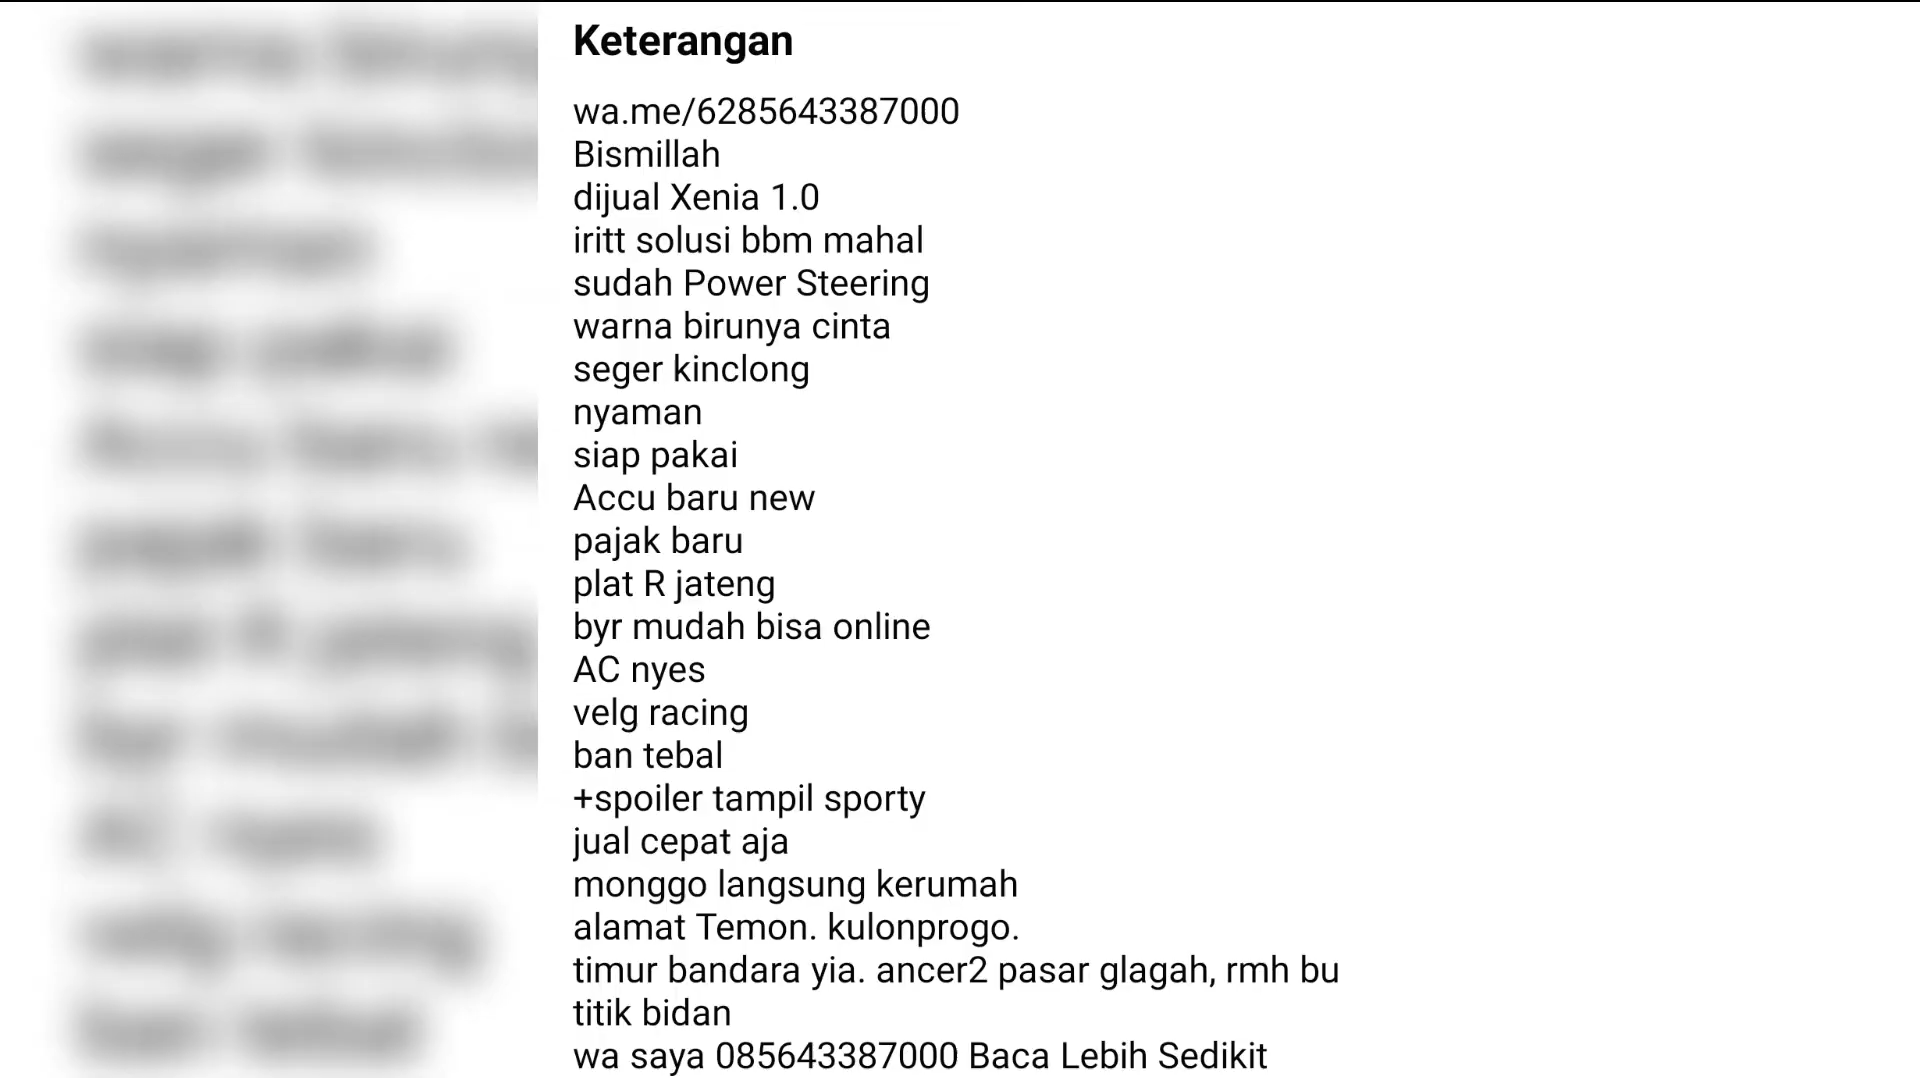 Keterangan
wa.me/6285643387000
Bismillah
dijual Xenia 1.0
iritt solusi bbm mahal
sudah Power Steering
warna birunya cinta
seger kinclong
nyaman
siap pakai
Accu baru new
pajak baru
plat R jateng
byr mudah bisa online
AC nyes
velg racing
ban tebal
+spoiler tampil sporty
jual cepat aja
monggo langsung kerumah
alamat Temon. kulonprogo.
timur bandara yia. ancer2 pasar glagah, rmh bu
titik bidan
wa saya 085643387000 Baca Lebih Sedikit